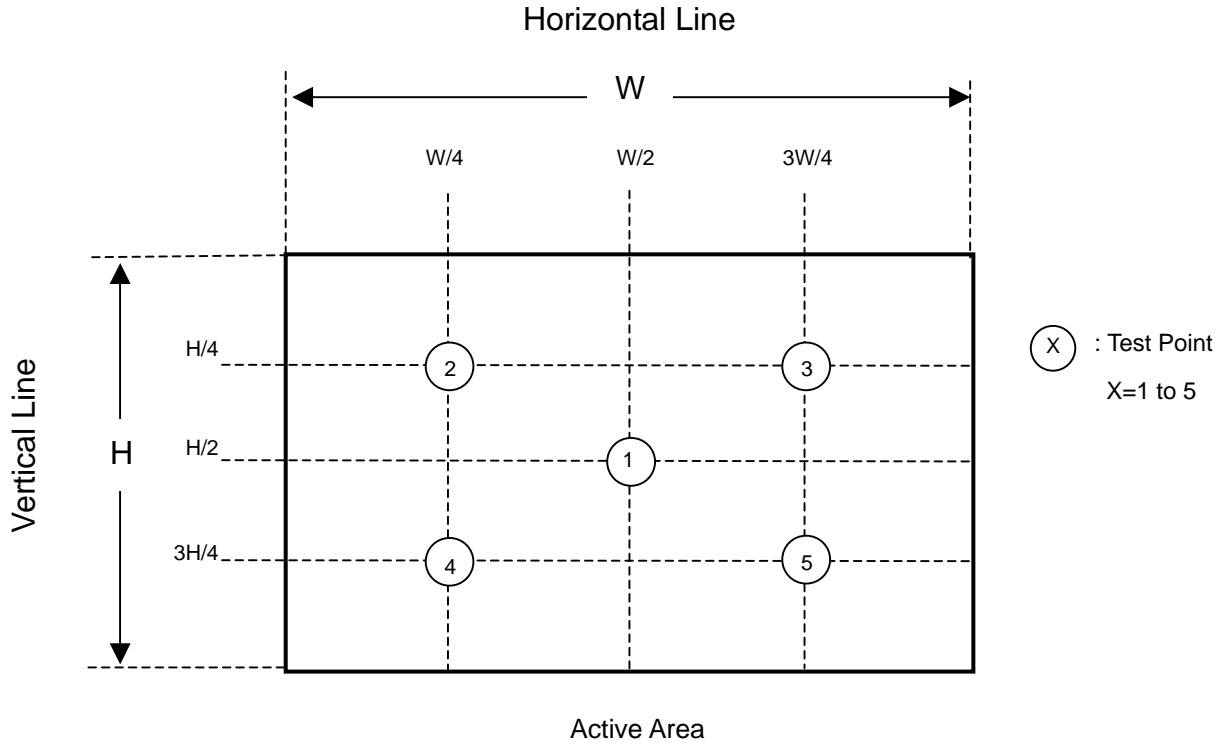 Horizontal Line
W
W/4
W/2
3W/4
Vertical Line
H
H/4
H/2
3H/4
2
3
1
4
5
X
: Test Point
X=1 to 5
Active Area